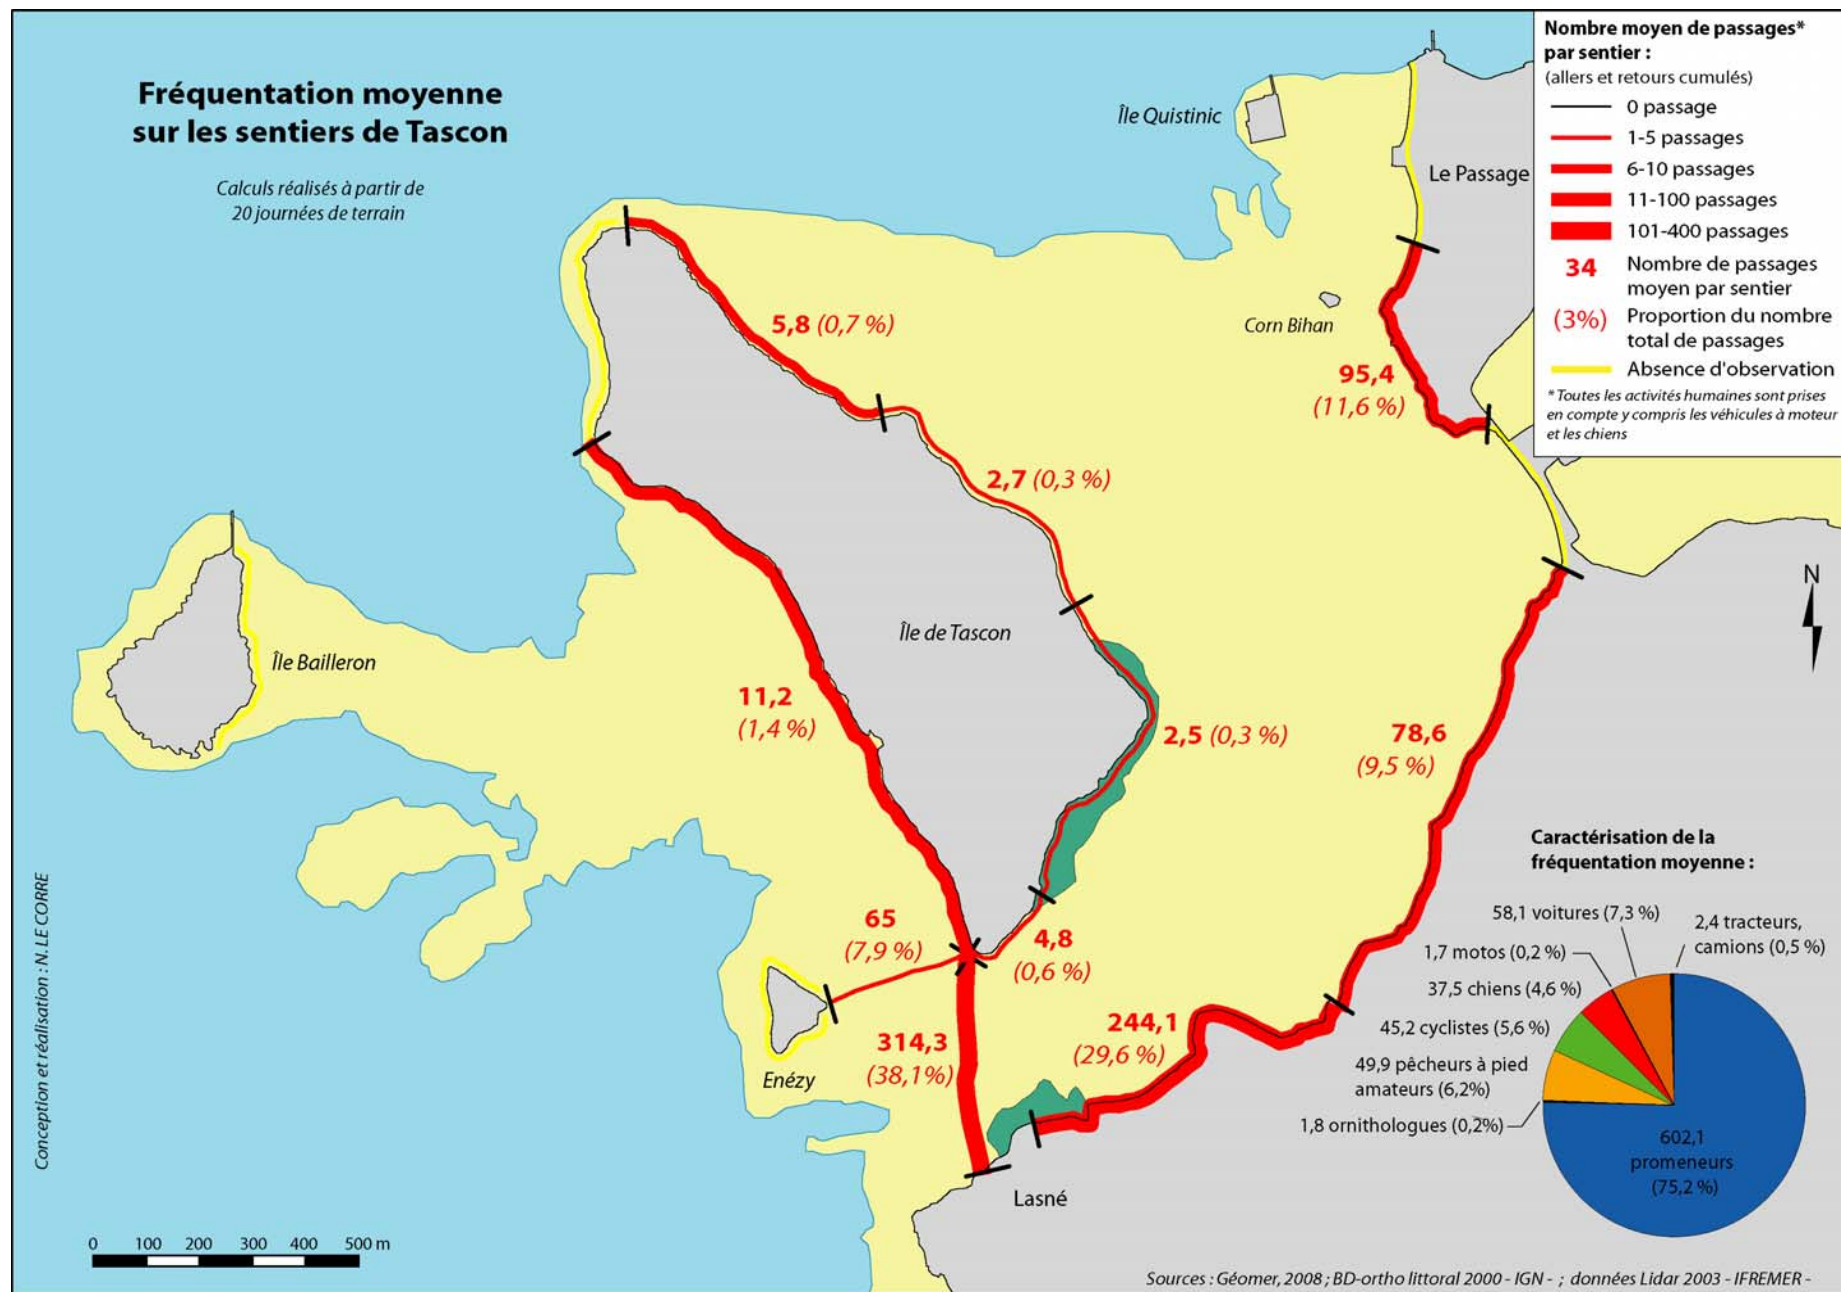 Fréquentation moyenne
sur les sentiers de Tascon
Calculs réalisés à partir de
20 journées de terrain
Nombre moyen de passages*
par sentier :
(allers et retours cumulés)
0 passage
1-5 passages
6-10 passages
11-100 passages
101-400 passages
34 Nombre de passages
moyen par sentier
(3%) Proportion du nombre
total de passages
Absence d'observation
* Toutes les activités humaines sont prises
en compte y compris les véhicules à moteur
et les chiens
Île Quistinic
Le Passage
Corn Bihan
5,8 (0,7 %)
95,4
(11,6 %)
2,7 (0,3 %)
N
Île de Tascon
Île Bailleron
11,2
(1,4 %)
2,5 (0,3 %)
78,6
(9,5 %)
65
(7,9 %)
4,8
(0,6 %)
314,3
(38,1%)
244,1
(29,6 %)
Enézy
Lasné
Caractérisation de la
fréquentation moyenne :
58,1 voitures (7,3 %)
2,4 tracteurs,
camions (0,5 %)
1,7 motos (0,2 %)
37,5 chiens (4,6 %)
45,2 cyclistes (5,6 %)
49,9 pêcheurs à pied
amateurs (6,2%)
1,8 ornithologues (0,2%)
602,1
promeneurs
(75,2 %)
Conception et réalisation : N. LE CORRE
0 100 200 300 400 500 m
Sources : Géomer, 2008 ; BD-ortho littoral 2000 - IGN - ; données Lidar 2003 - IFREMER -